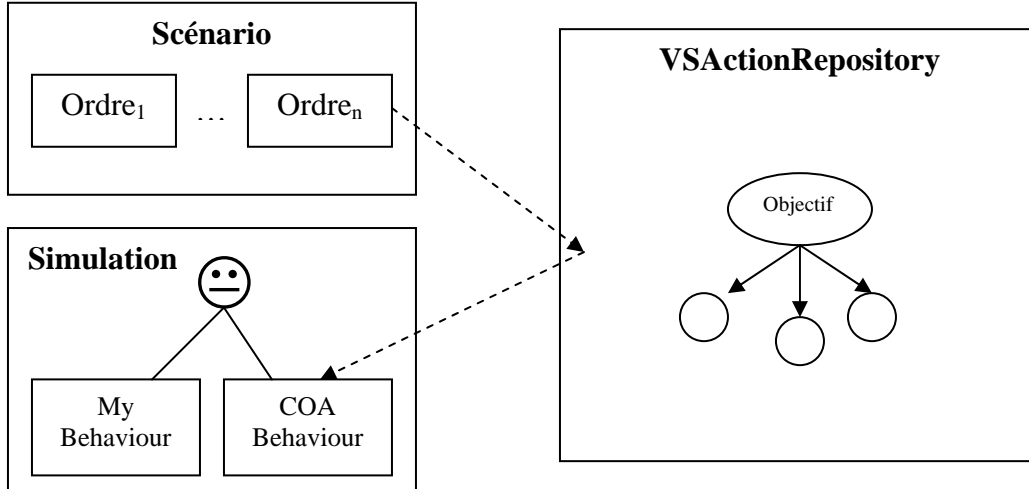 Scénario
Ordre₁ … Ordreₙ
VSActionRepository
Objectif
Simulation
My
Behaviour
COA
Behaviour